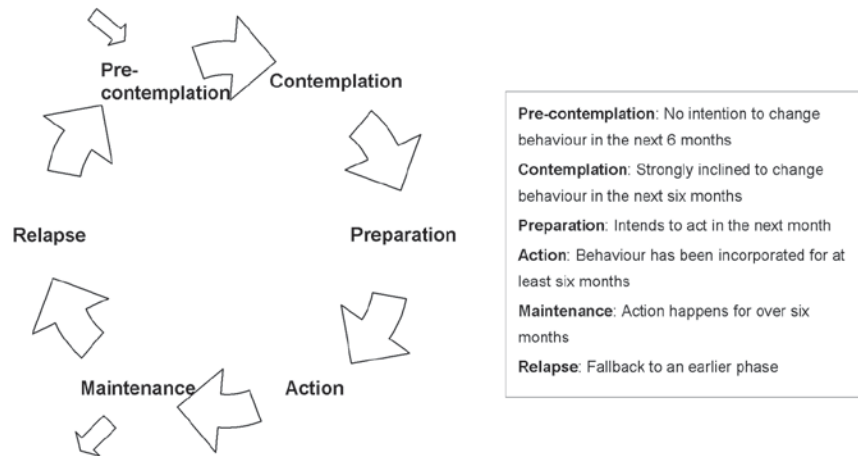 Pre-
contemplation
Contemplation
Preparation
Action
Maintenance
Relapse
Pre-contemplation: No intention to change
behaviour in the next 6 months
Contemplation: Strongly inclined to change
behaviour in the next six months
Preparation: Intends to act in the next month
Action: Behaviour has been incorporated for at
least six months
Maintenance: Action happens for over six
months
Relapse: Fallback to an earlier phase